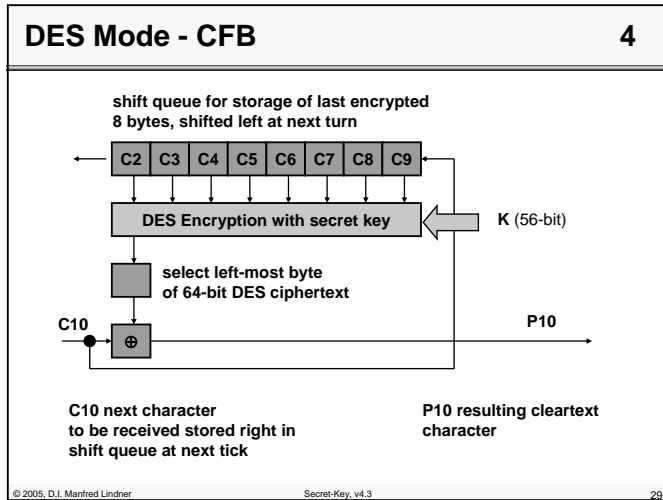 DES Mode - CFB 4
shift queue for storage of last encrypted
8 bytes, shifted left at next turn
C2 C3 C4 C5 C6 C7 C8 C9
DES Encryption with secret key
K (56-bit)
select left-most byte
of 64-bit DES ciphertext
C10
⊕
P10
C10 next character
to be received stored right in
shift queue at next tick
P10 resulting cleartext
character
© 2005, D.I. Manfred Lindner Secret-Key, v4.3 29